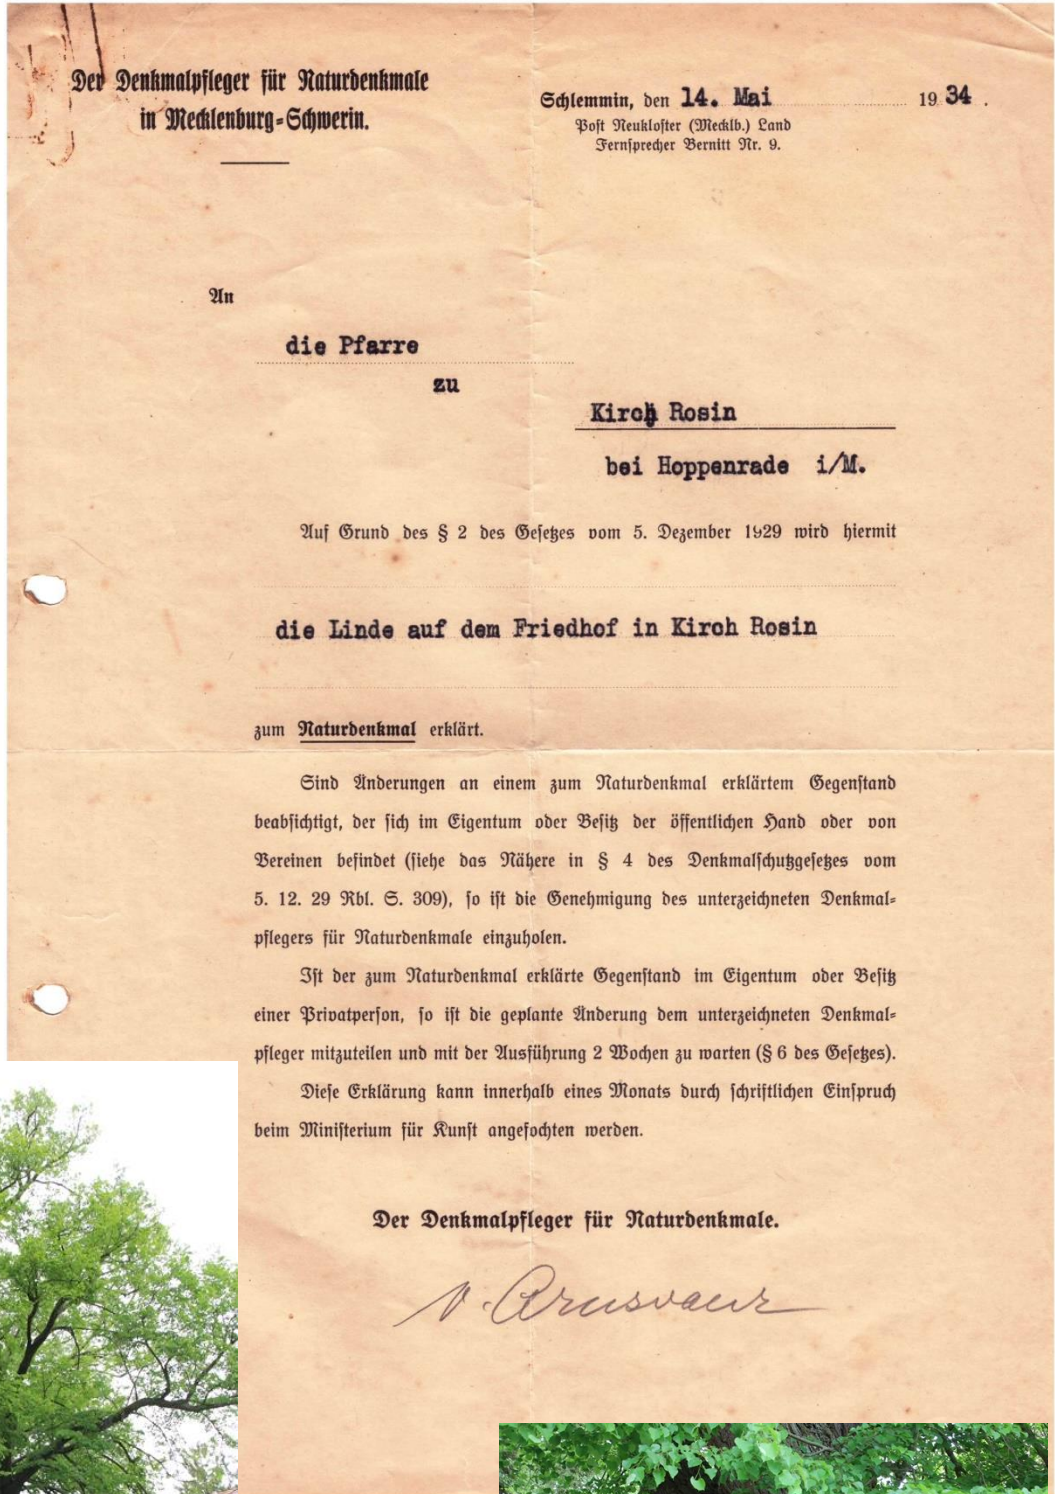 Der Denkmalpfleger für Naturdenkmale
in Mecklenburg-Schwerin.
Schlemmin, den 14. Mai 1934.
Post Neukloster (Mecklb.) Land
Fernsprecher Bernitt Nr. 9.
An
die Pfarre
zu
Kirch Rosin
bei Hoppenrade i/M.
Auf Grund des § 2 des Gesetzes vom 5. Dezember 1929 wird hiermit
die Linde auf dem Friedhof in Kirch Rosin
zum Naturdenkmal erklärt.
Sind Änderungen an einem zum Naturdenkmal erklärtem Gegenstand
beabsichtigt, der sich im Eigentum oder Besitz der öffentlichen Hand oder von
Vereinen befindet (siehe das Nähere in § 4 des Denkmalschutzgesetzes vom
5. 12. 29 Rbl. S. 309), so ist die Genehmigung des unterzeichneten Denkmal-
pflegers für Naturdenkmale einzuholen.
Ist der zum Naturdenkmal erklärte Gegenstand im Eigentum oder Besitz
einer Privatperson, so ist die geplante Änderung dem unterzeichneten Denkmal-
pfleger mitzuteilen und mit der Ausführung 2 Wochen zu warten (§ 6 des Gesetzes).
Diese Erklärung kann innerhalb eines Monats durch schriftlichen Einspruch
beim Ministerium für Kunst angefochten werden.
Der Denkmalpfleger für Naturdenkmale.
v. Arnswaldt